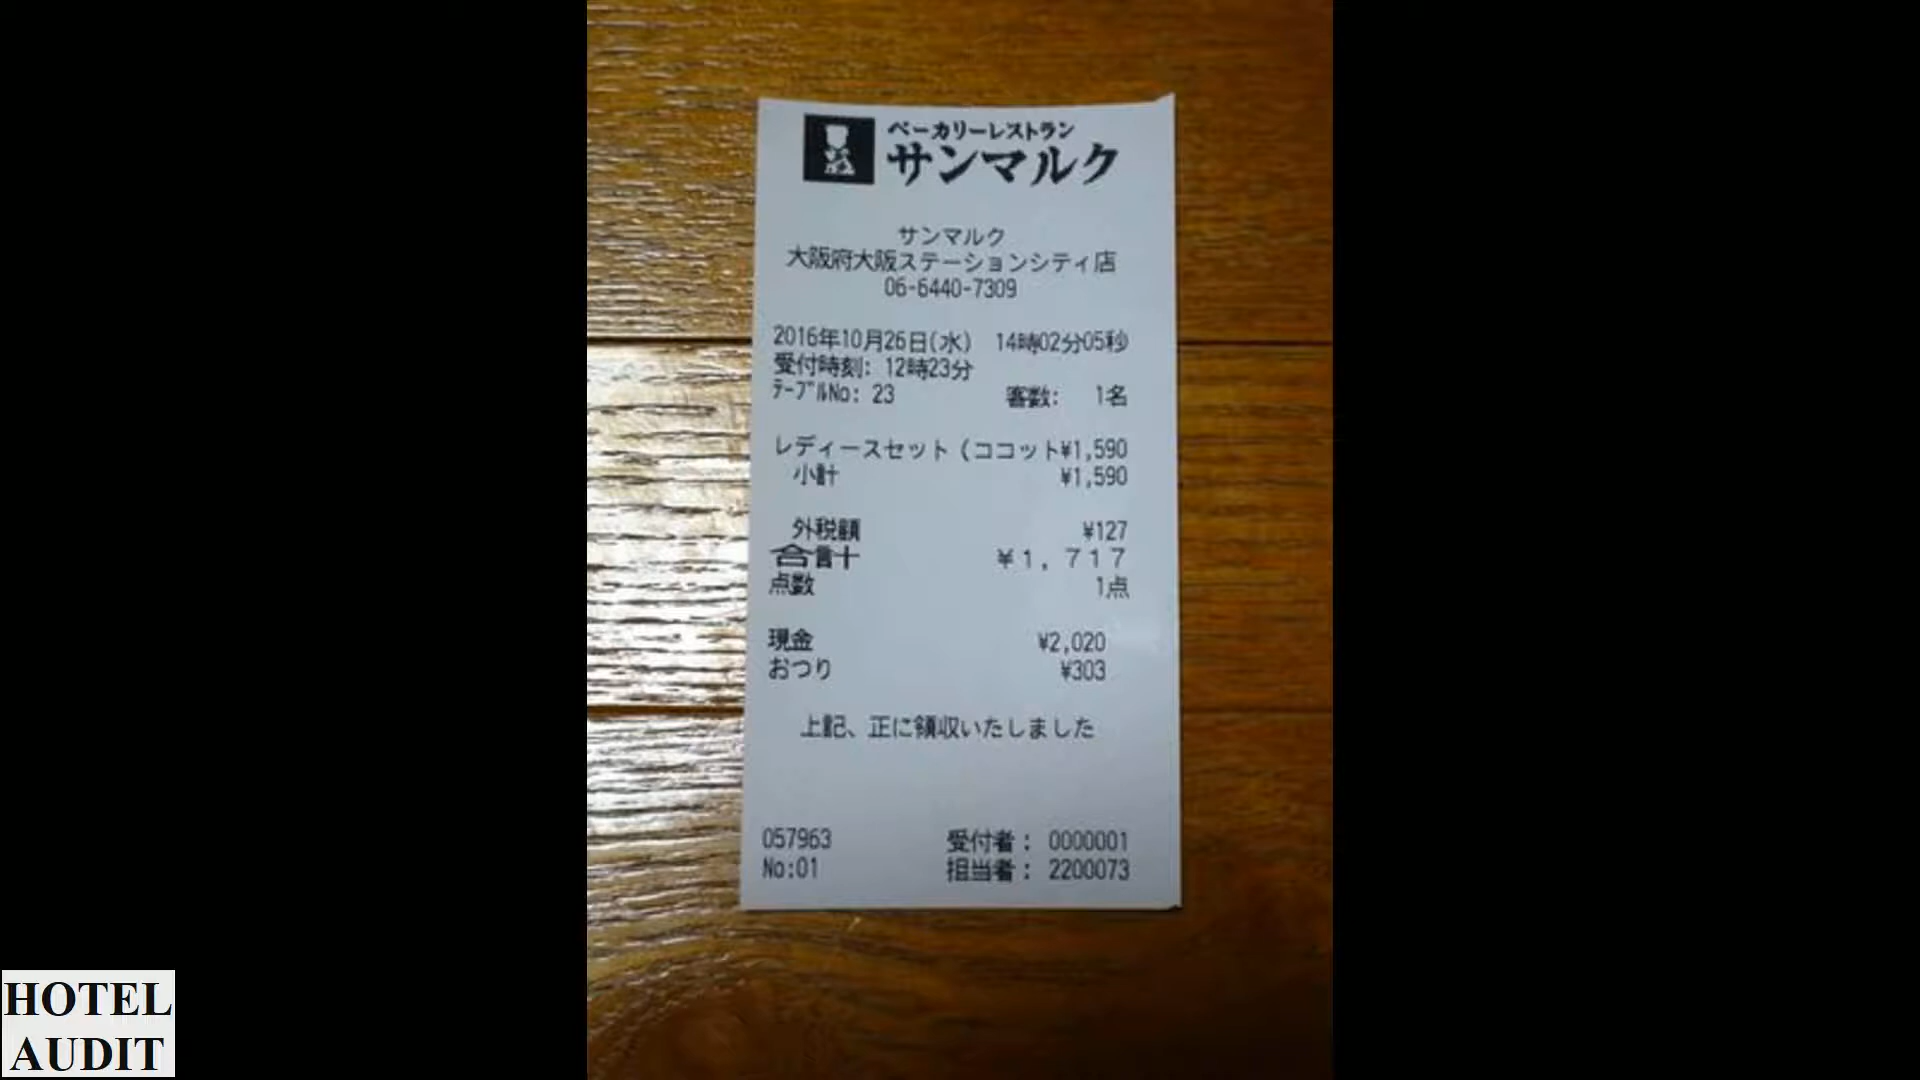 ベーカリーレストラン
サンマルク
サンマルク
大阪府大阪ステーションシティ店
06-6440-7309
2016年10月26日(水) 14時02分05秒
受付時刻: 12時23分
ﾃｰﾌﾞﾙNo: 23 客数: 1名
レディースセット (ココット¥1,590
小計 ¥1,590
外税額 ¥127
合計 ¥1,717
点数 1点
現金 ¥2,020
おつり ¥303
上記、正に領収いたしました
057963 受付者： 0000001
No:01 担当者： 2200073
HOTEL
AUDIT